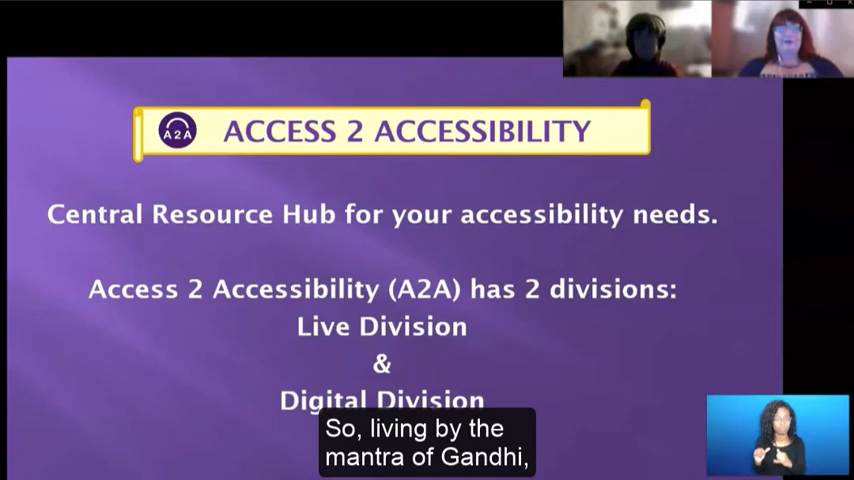 A2A
ACCESS 2 ACCESSIBILITY
Central Resource Hub for your accessibility needs.
Access 2 Accessibility (A2A) has 2 divisions:
Live Division
&
Digital Division
So, living by the
mantra of Gandhi,